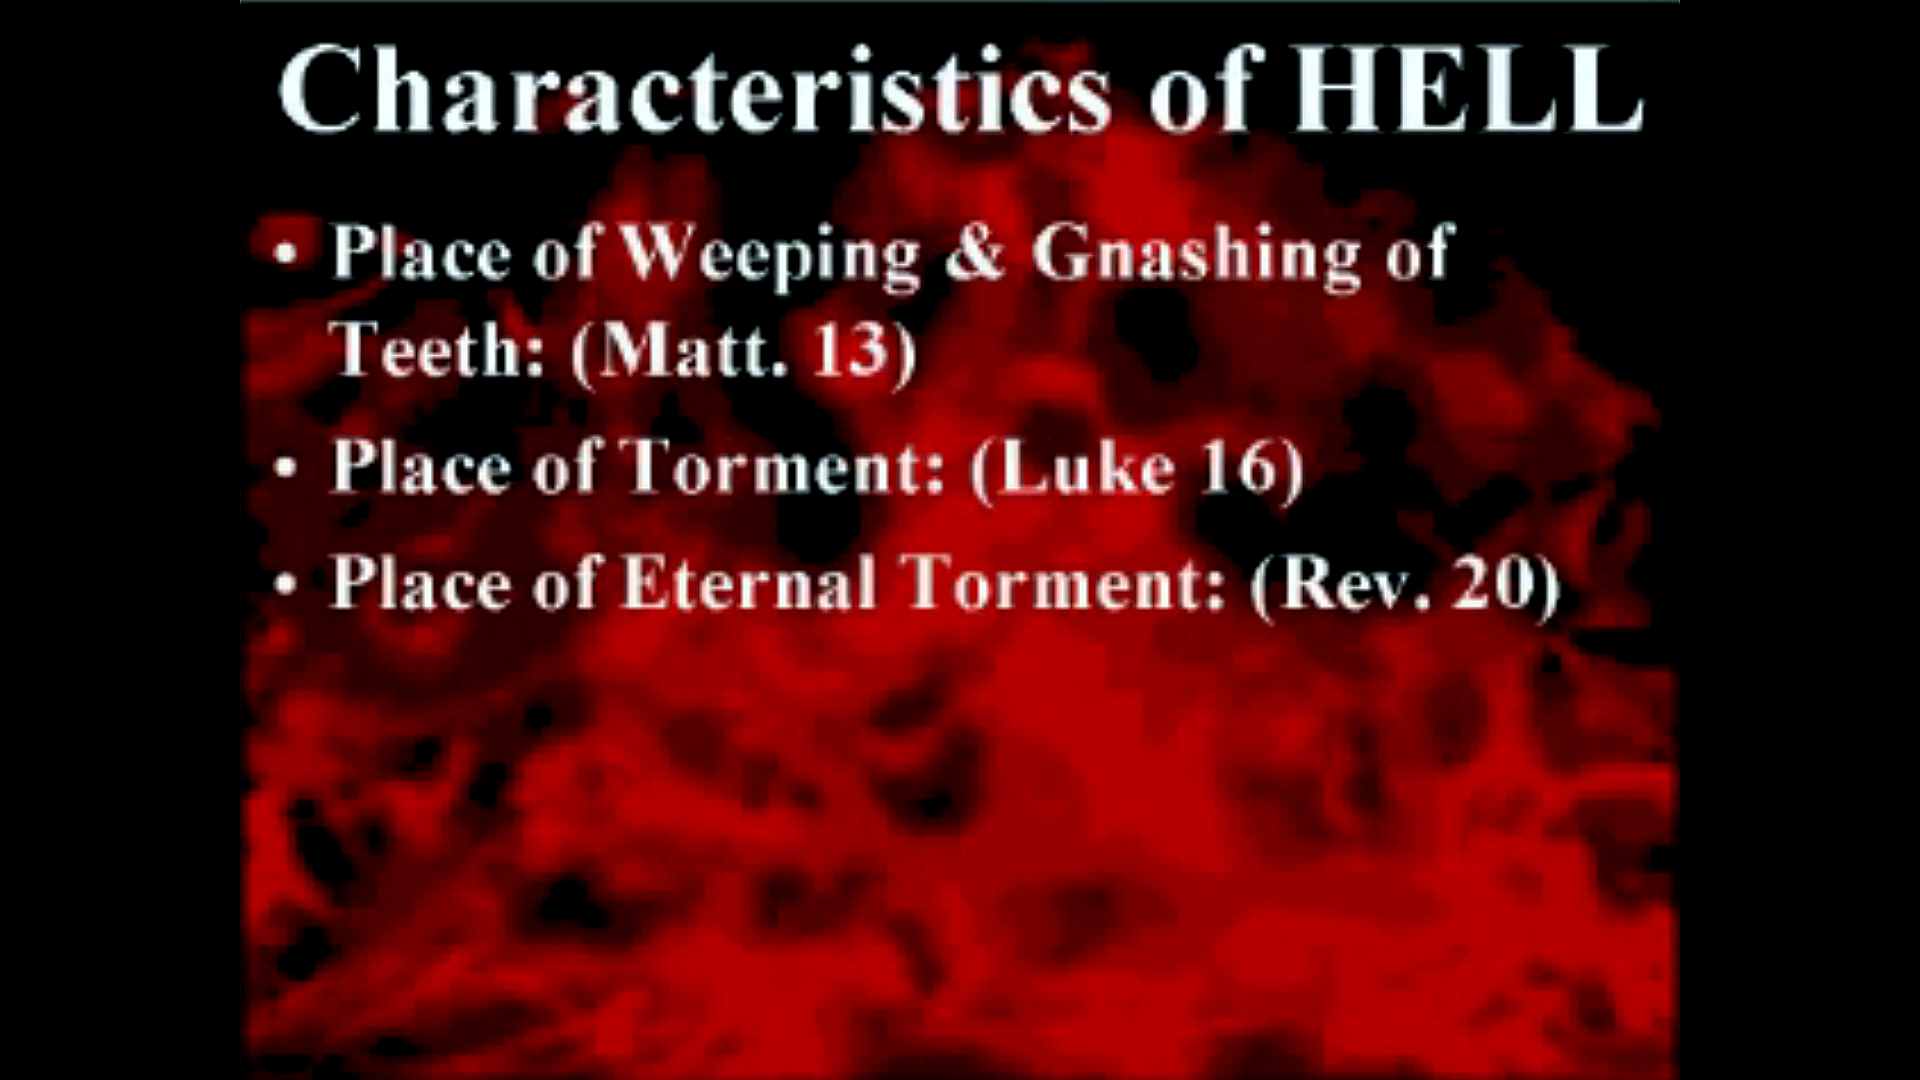 Characteristics of HELL
• Place of Weeping & Gnashing of
Teeth: (Matt. 13)
• Place of Torment: (Luke 16)
• Place of Eternal Torment: (Rev. 20)